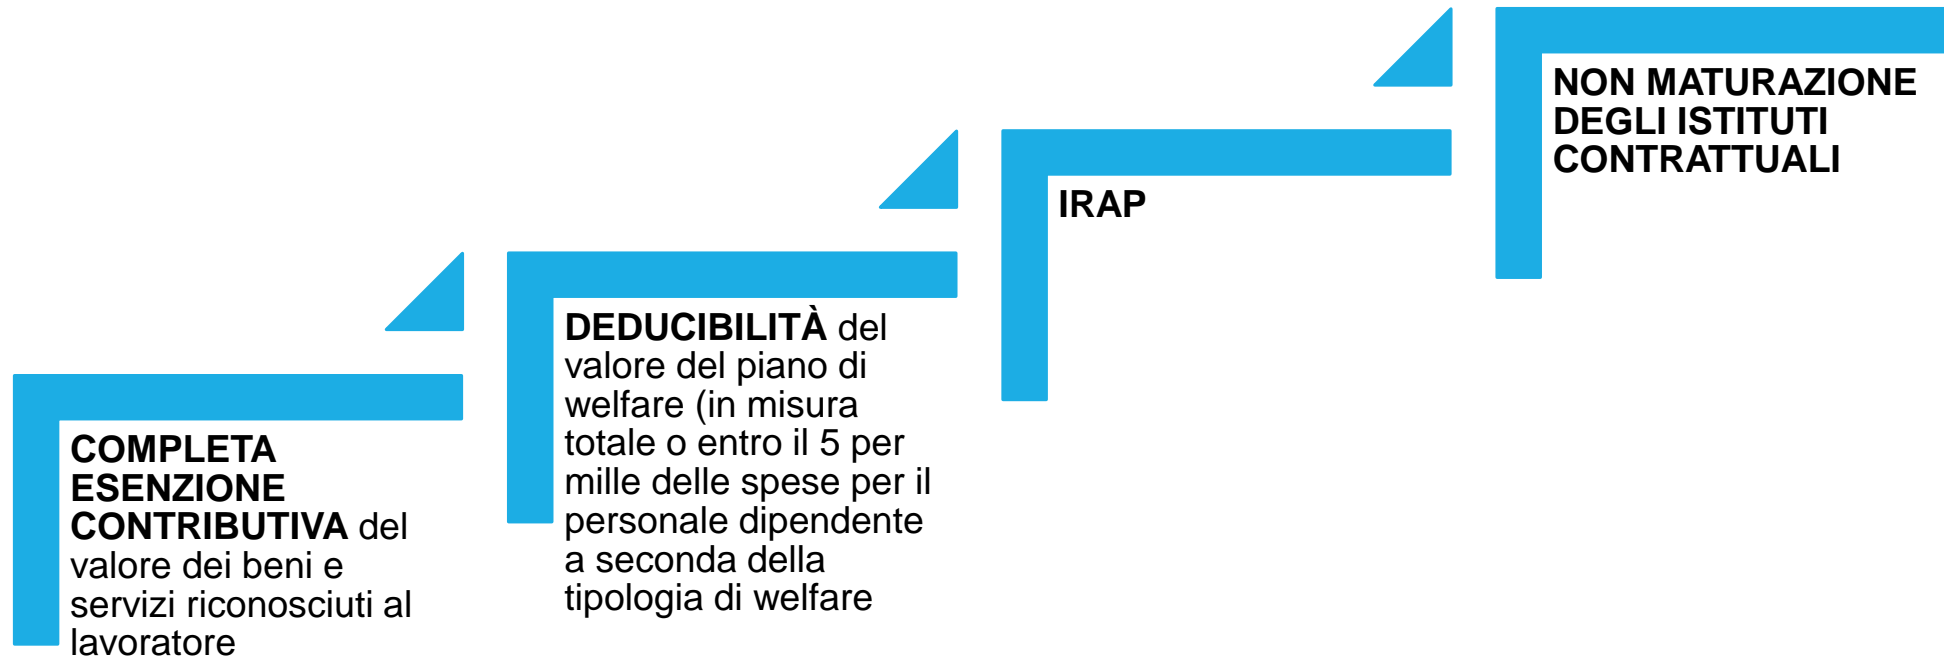 COMPLETA
ESENZIONE
CONTRIBUTIVA del
valore dei beni e
servizi riconosciuti al
lavoratore
DEDUCIBILITÀ del
valore del piano di
welfare (in misura
totale o entro il 5 per
mille delle spese per il
personale dipendente
a seconda della
tipologia di welfare
IRAP
NON MATURAZIONE
DEGLI ISTITUTI
CONTRATTUALI